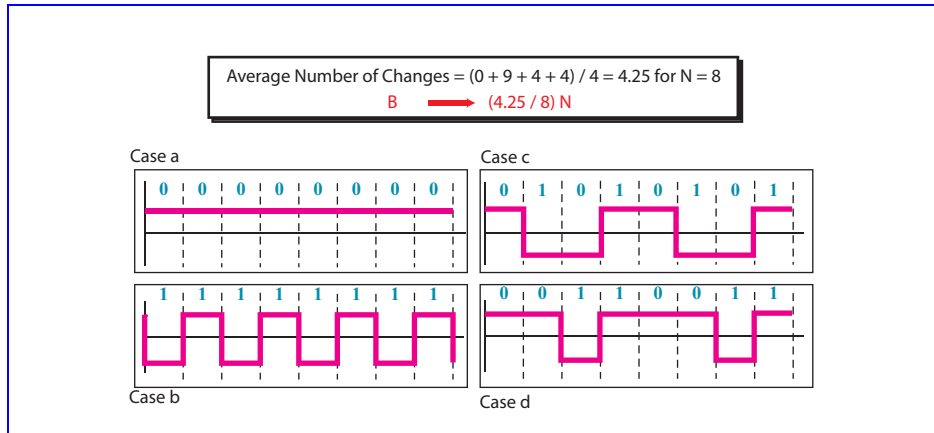 Average Number of Changes = (0 + 9 + 4 + 4) / 4 = 4.25 for N = 8
B (4.25 / 8) N
Case a
0 0 0 0 0 0 0 0
Case c
0 1 0 1 0 1 0 1
1 1 1 1 1 1 1 1
Case b
0 0 1 1 0 0 1 1
Case d